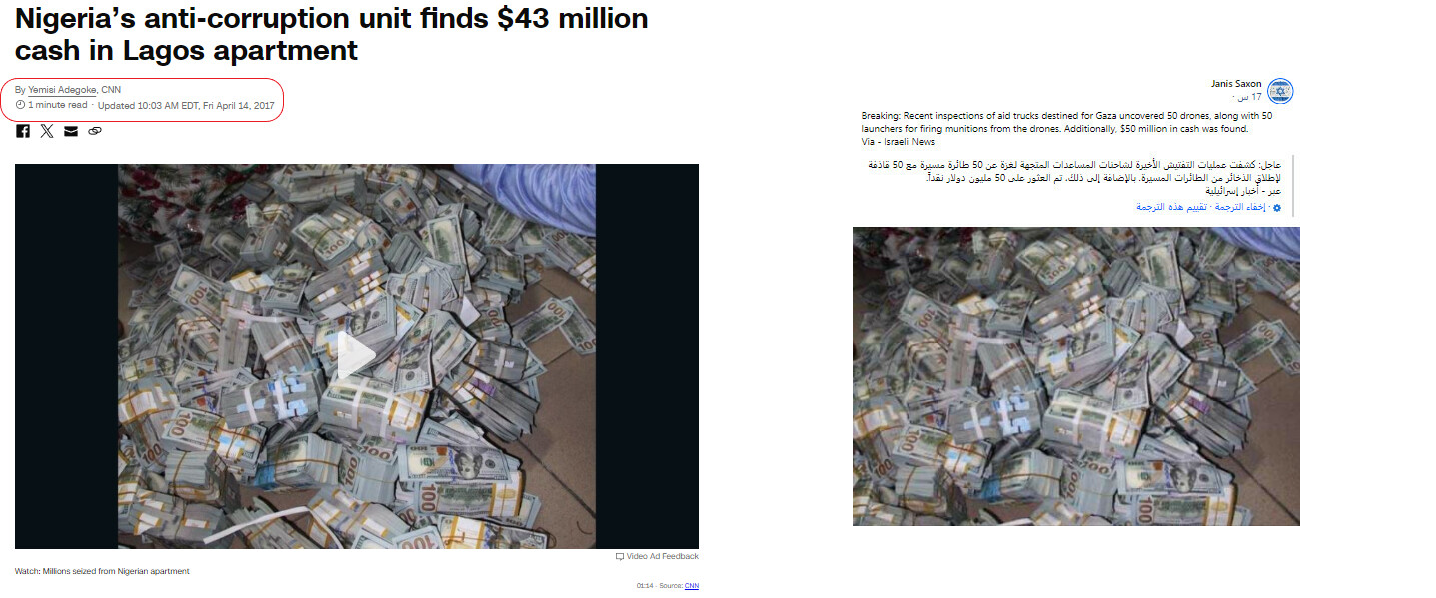 Nigeria’s anti-corruption unit finds $43 million
cash in Lagos apartment
By Yemisi Adegoke, CNN
1 minute read · Updated 10:03 AM EDT, Fri April 14, 2017
Video Ad Feedback
Watch: Millions seized from Nigerian apartment
01:14 - Source: CNN
Janis Saxon
17 س ·
Breaking: Recent inspections of aid trucks destined for Gaza uncovered 50 drones, along with 50
launchers for firing munitions from the drones. Additionally, $50 million in cash was found.
Via - Israeli News
عاجل: كشفت عمليات التفتيش الأخيرة لشاحنات المساعدات المتجهة لغزة عن 50 طائرة مسيرة مع 50 قاذفة
لإطلاق الذخائر من الطائرات المسيرة. بالإضافة إلى ذلك، تم العثور على 50 مليون دولار نقداً.
عبر - أخبار إسرائيلية
· إخفاء الترجمة · تقييم هذه الترجمة